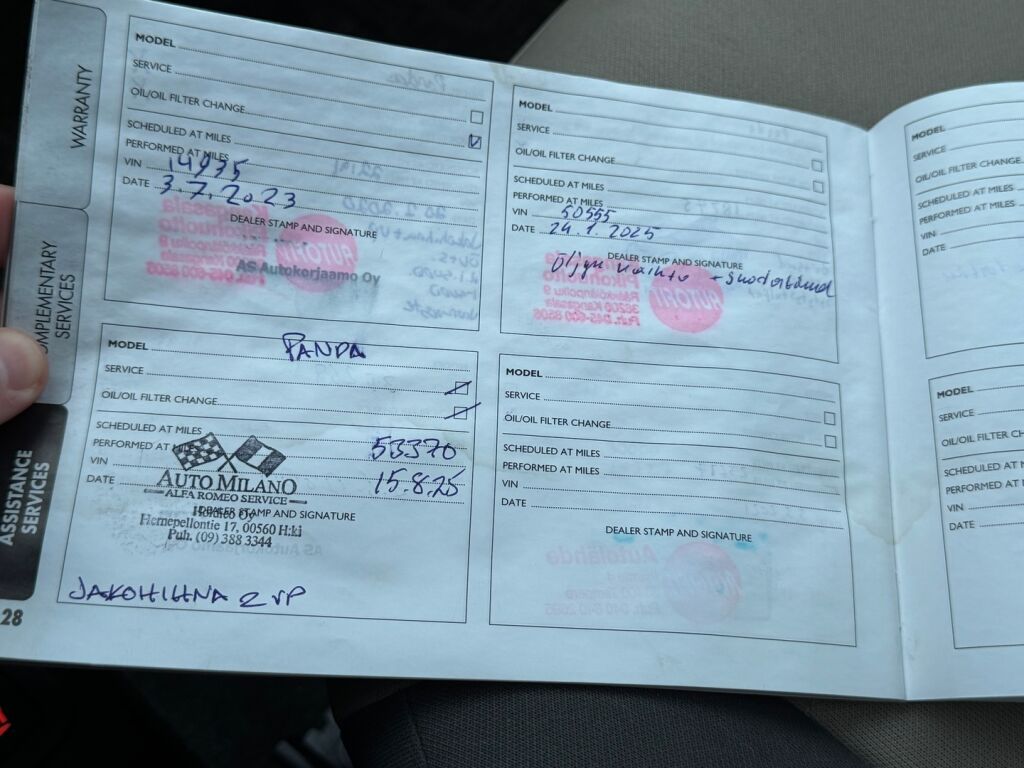 WARRANTY
COMPLEMENTARY
SERVICES
ASSISTANCE
SERVICES
28
MODEL
SERVICE
OIL/OIL FILTER CHANGE
SCHEDULED AT MILES
PERFORMED AT MILES
VIN 14975
DATE 3.7.2023
DEALER STAMP AND SIGNATURE
AS Autokorjaamo Oy
MODEL
SERVICE
OIL/OIL FILTER CHANGE
SCHEDULED AT MILES
PERFORMED AT MILES
VIN 50555
DATE 24.1.2025
DEALER STAMP AND SIGNATURE
Öljyn vaihto + suodattimet
MODEL PANDA
SERVICE
OIL/OIL FILTER CHANGE
SCHEDULED AT MILES
PERFORMED AT MILES 53370
VIN
DATE 15.8.25
AUTO MILANO
ALFA ROMEO SERVICE
DEALER STAMP AND SIGNATURE
Hernepellontie 17, 00560 H:ki
Puh. (09) 388 3344
JAKOHIHNA 2 VP
MODEL
SERVICE
OIL/OIL FILTER CHANGE
SCHEDULED AT MILES
PERFORMED AT MILES
VIN
DATE
DEALER STAMP AND SIGNATURE
MODEL
SERVICE
OIL/OIL FILTER CHANGE
SCHEDULED AT MILES
PERFORMED AT MILES
VIN
DATE
MODEL
SERVICE
OIL/OIL FILTER CH
SCHEDULED AT M
PERFORMED AT M
VIN
DATE